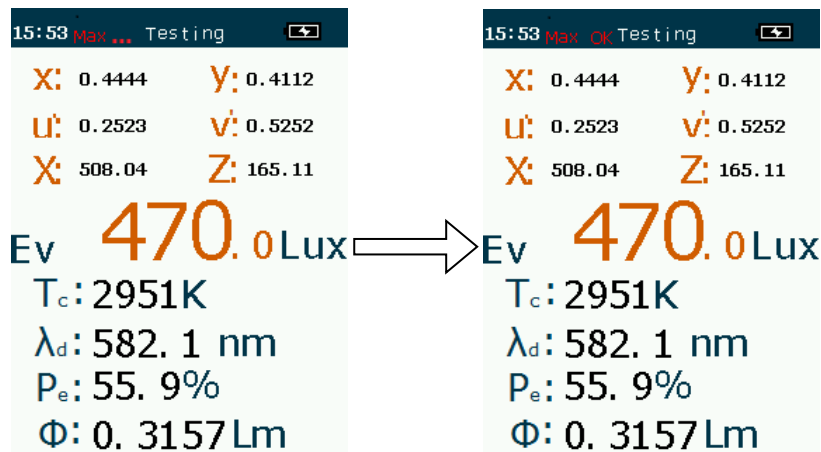 15:53 Max ... Testing
x: 0.4444 y: 0.4112
u': 0.2523 v': 0.5252
X: 508.04 Z: 165.11
Ev 470.0 Lux
Tc: 2951K
λd: 582.1 nm
Pe: 55.9%
Φ: 0.3157 Lm
15:53 Max OK Testing
x: 0.4444 y: 0.4112
u': 0.2523 v': 0.5252
X: 508.04 Z: 165.11
Ev 470.0 Lux
Tc: 2951K
λd: 582.1 nm
Pe: 55.9%
Φ: 0.3157 Lm